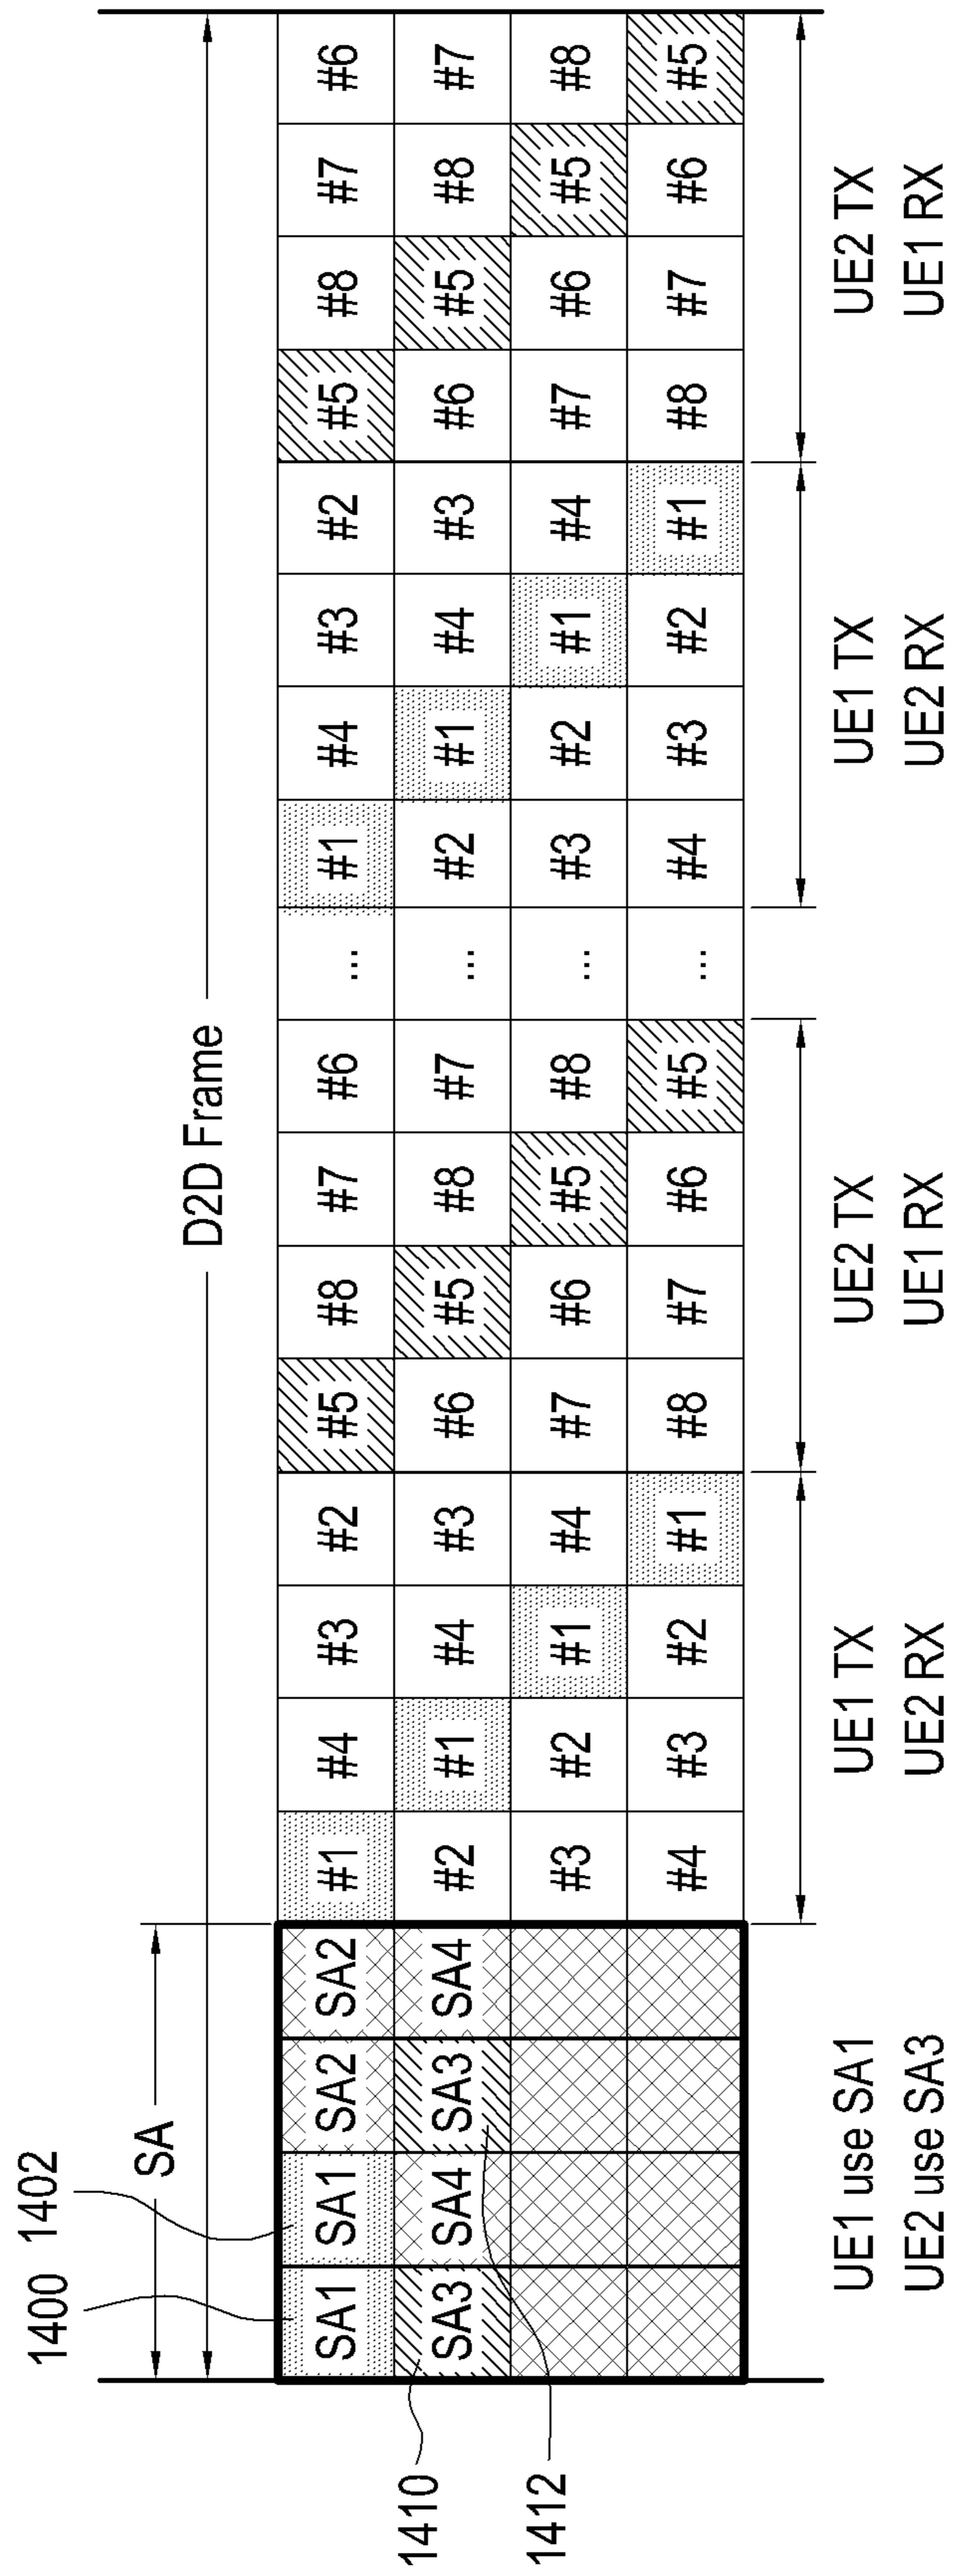 1400 1402
SA
D2D Frame
SA1 SA1 SA2 SA2 #1 #4 #3 #2 #5 #8 #7 #6 ... #1 #4 #3 #2 #5 #8 #7 #6
SA3 SA4 SA3 SA4 #2 #1 #4 #3 #6 #5 #8 #7 ... #2 #1 #4 #3 #6 #5 #8 #7
1410
#3 #2 #1 #4 #7 #6 #5 #8 ... #3 #2 #1 #4 #7 #6 #5 #8
1412
#4 #3 #2 #1 #8 #7 #6 #5 ... #4 #3 #2 #1 #8 #7 #6 #5
UE1 use SA1
UE2 use SA3
UE1 TX
UE2 RX
UE2 TX
UE1 RX
UE1 TX
UE2 RX
UE2 TX
UE1 RX